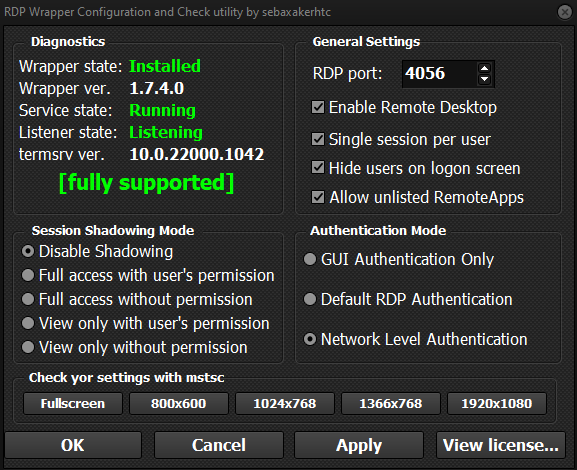 RDP Wrapper Configuration and Check utility by sebaxakerhtc
Diagnostics
Wrapper state: Installed
Wrapper ver. 1.7.4.0
Service state: Running
Listener state: Listening
termsrv ver. 10.0.22000.1042
[fully supported]
General Settings
RDP port: 4056
Enable Remote Desktop
Single session per user
Hide users on logon screen
Allow unlisted RemoteApps
Session Shadowing Mode
Disable Shadowing
Full access with user's permission
Full access without permission
View only with user's permission
View only without permission
Authentication Mode
GUI Authentication Only
Default RDP Authentication
Network Level Authentication
Check yor settings with mstsc
Fullscreen 800x600 1024x768 1366x768 1920x1080
OK Cancel Apply View license...